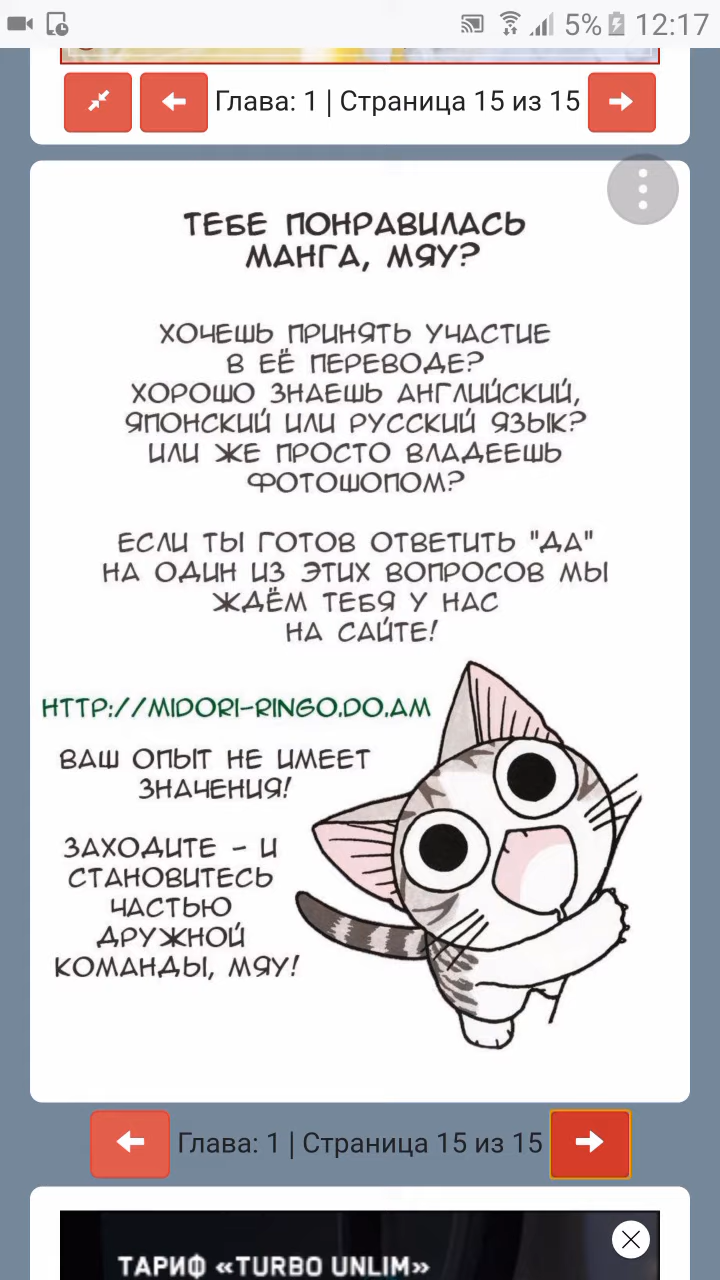 5% 12:17
Глава: 1 | Страница 15 из 15
ТЕБЕ ПОНРАВИЛАСЬ
МАНГА, МЯУ?
ХОЧЕШЬ ПРИНЯТЬ УЧАСТИЕ
В ЕЁ ПЕРЕВОДЕ?
ХОРОШО ЗНАЕШЬ АНГЛИЙСКИЙ,
ЯПОНСКИЙ ИЛИ РУССКИЙ ЯЗЫК?
ИЛИ ЖЕ ПРОСТО ВЛАДЕЕШЬ
ФОТОШОПОМ?
ЕСЛИ ТЫ ГОТОВ ОТВЕТИТЬ "ДА"
НА ОДИН ИЗ ЭТИХ ВОПРОСОВ МЫ
ЖДЁМ ТЕБЯ У НАС
НА САЙТЕ!
HTTP://MIDORI-RINGO.DO.AM
ВАШ ОПЫТ НЕ ИМЕЕТ
ЗНАЧЕНИЯ!
ЗАХОДИТЕ - И
СТАНОВИТЕСЬ
ЧАСТЬЮ
ДРУЖНОЙ
КОМАНДЫ, МЯУ!
Глава: 1 | Страница 15 из 15
ТАРИФ «TURBO UNLIM»